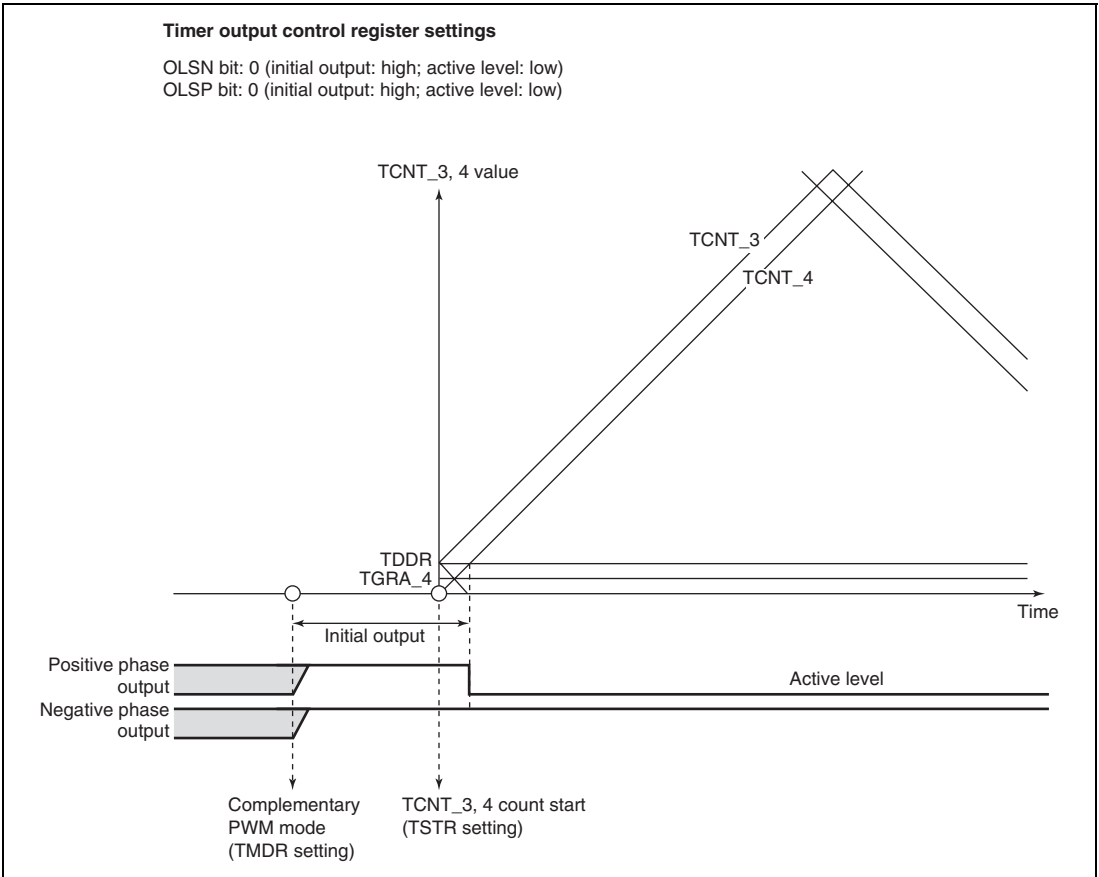 Timer output control register settings
OLSN bit: 0 (initial output: high; active level: low)
OLSP bit: 0 (initial output: high; active level: low)
TCNT_3, 4 value
TCNT_3
TCNT_4
TDDR
TGRA_4
Time
Initial output
Positive phase
output
Active level
Negative phase
output
Complementary
PWM mode
(TMDR setting)
TCNT_3, 4 count start
(TSTR setting)